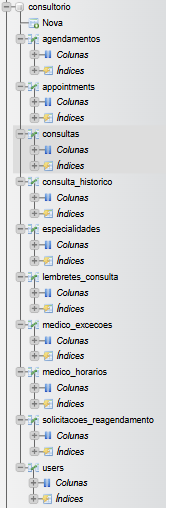 consultorio
Nova
agendamentos
Colunas
Índices
appointments
Colunas
Índices
consultas
Colunas
Índices
consulta_historico
Colunas
Índices
especialidades
Colunas
Índices
lembretes_consulta
Colunas
Índices
medico_excecoes
Colunas
Índices
medico_horarios
Colunas
Índices
solicitacoes_reagendamento
Colunas
Índices
users
Colunas
Índices